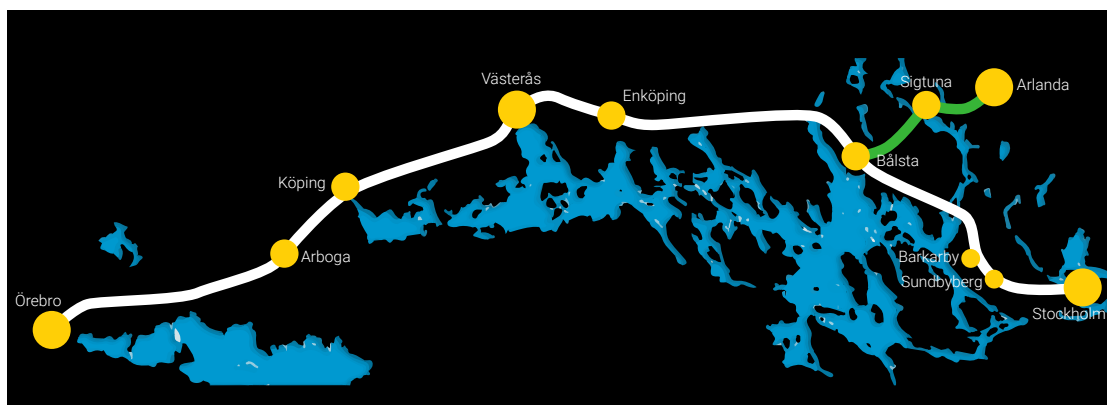 Västerås
Sigtuna
Arlanda
Enköping
Bålsta
Köping
Arboga
Barkarby
Sundbyberg
Örebro
Stockholm